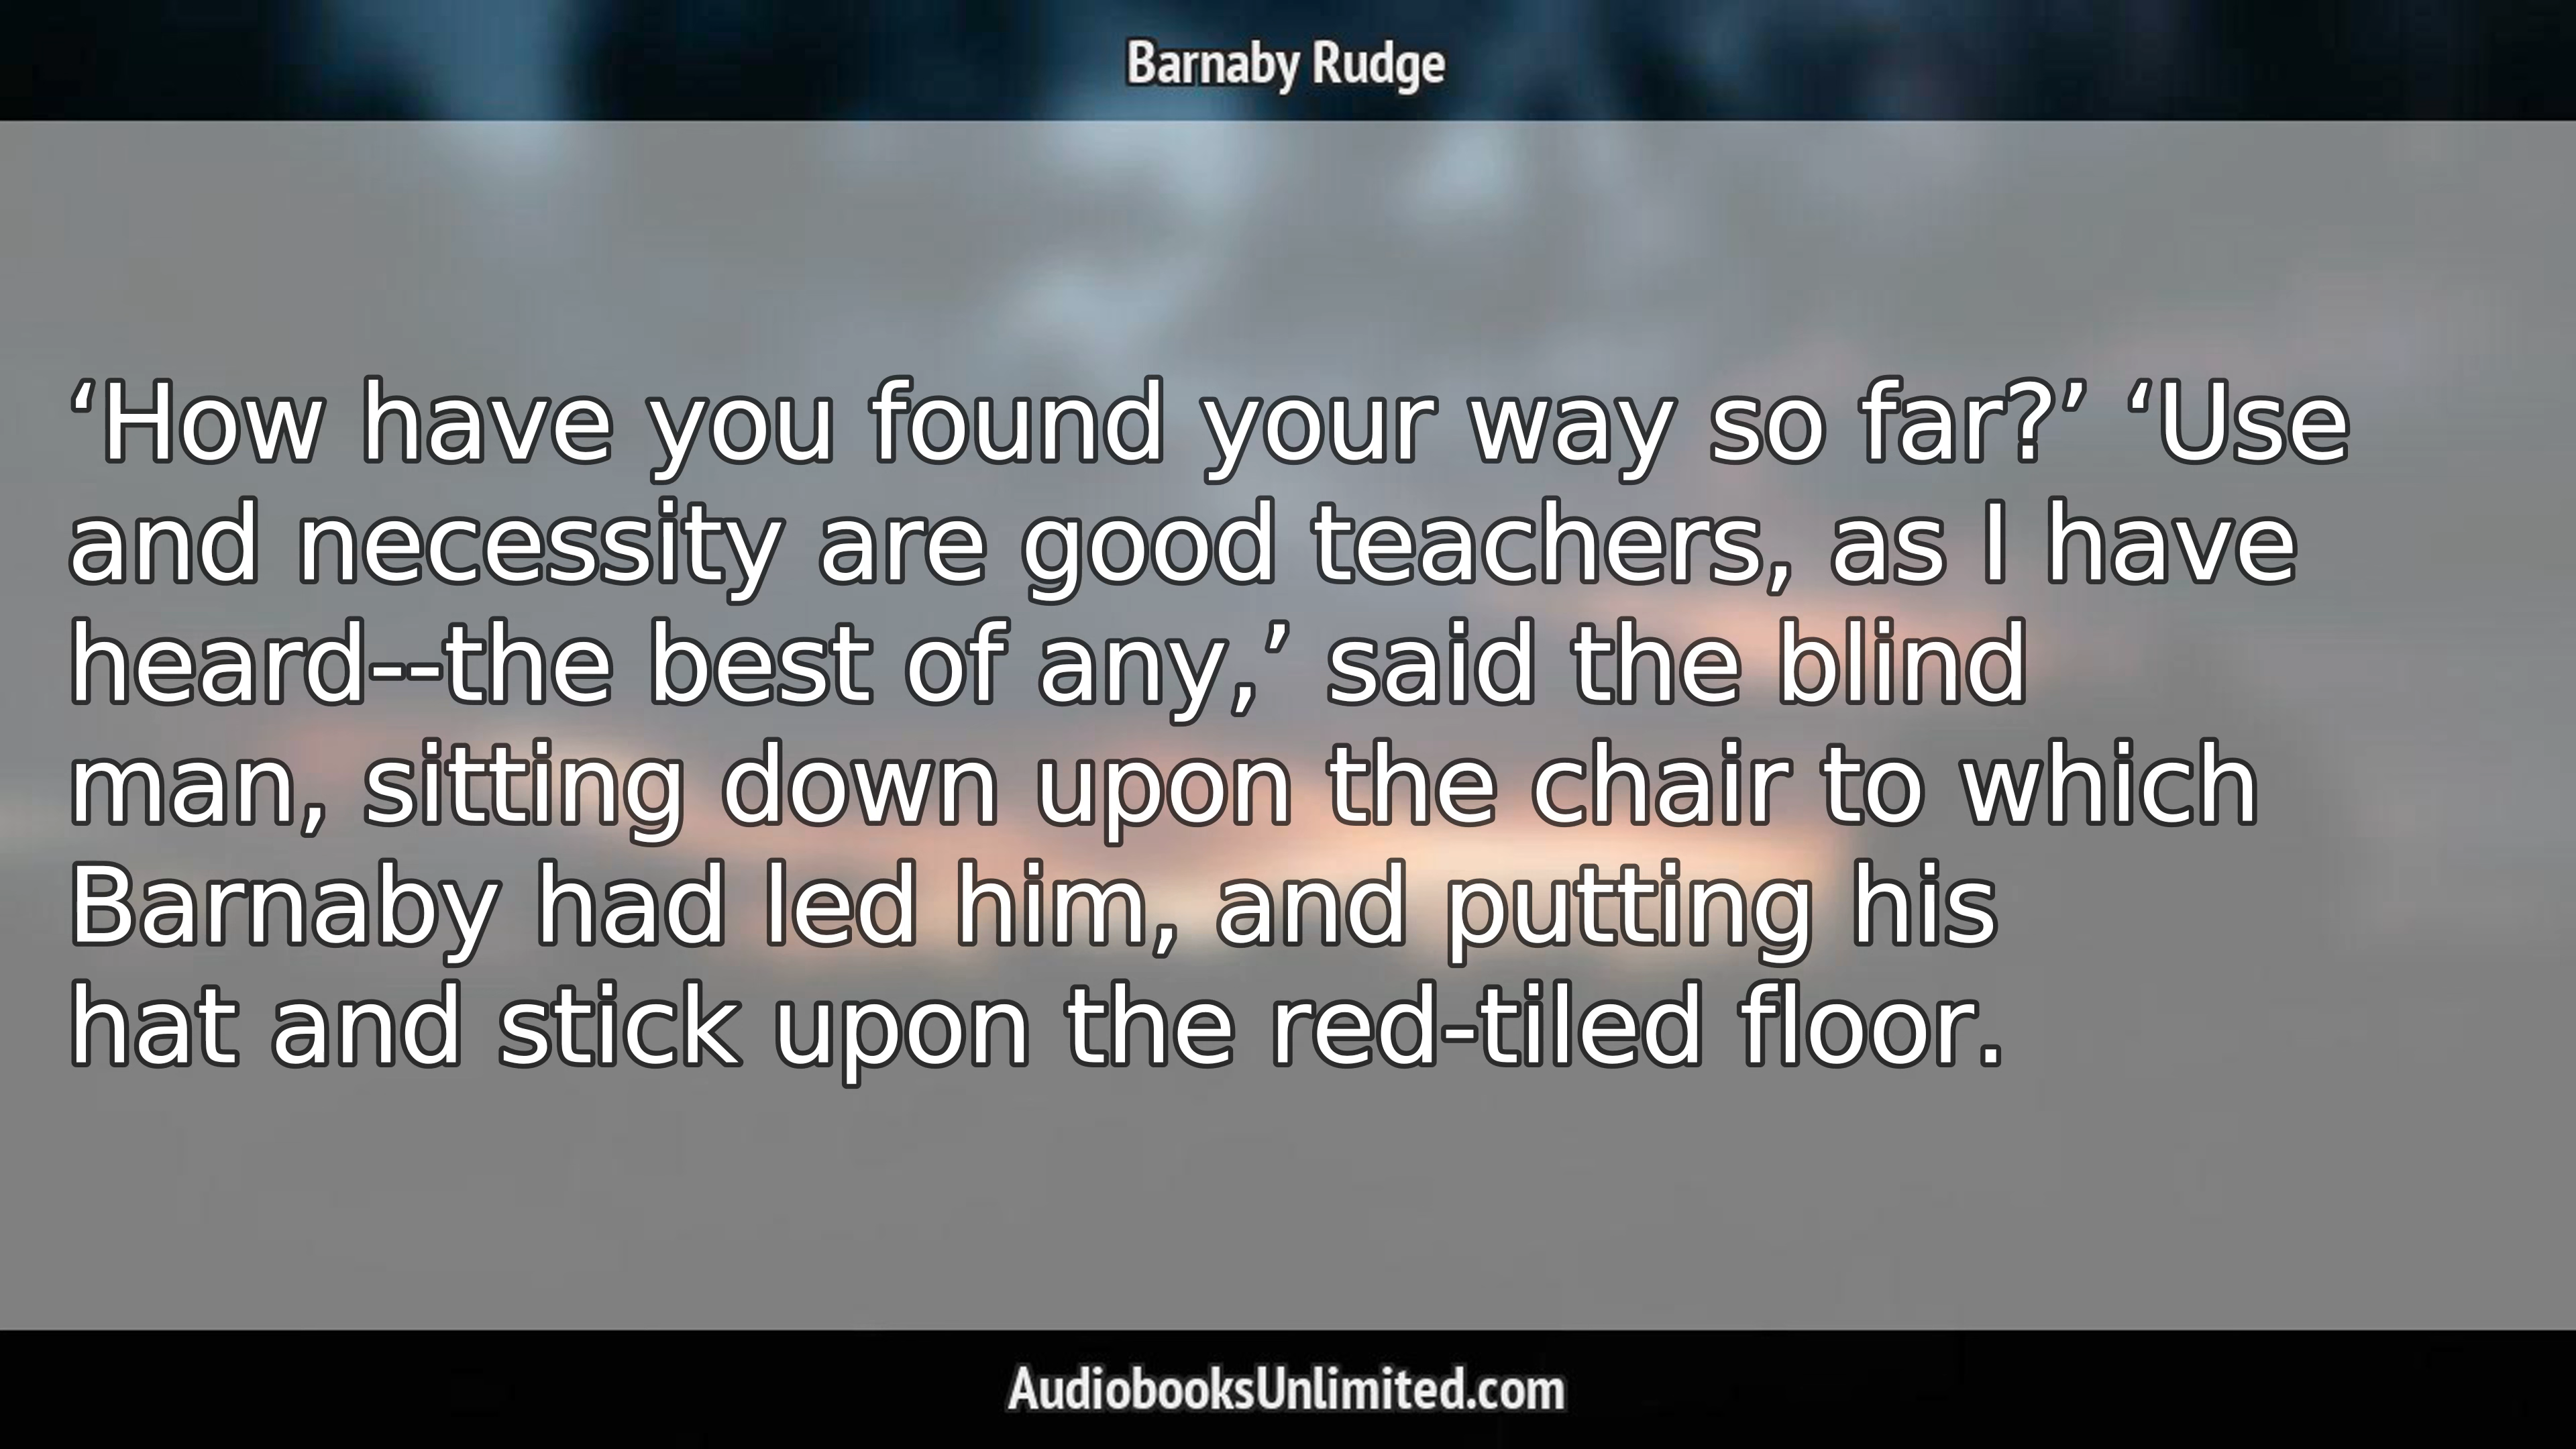 Barnaby Rudge
‘How have you found your way so far?’ ‘Use
and necessity are good teachers, as I have
heard--the best of any,’ said the blind
man, sitting down upon the chair to which
Barnaby had led him, and putting his
hat and stick upon the red-tiled floor.
AudiobooksUnlimited.com